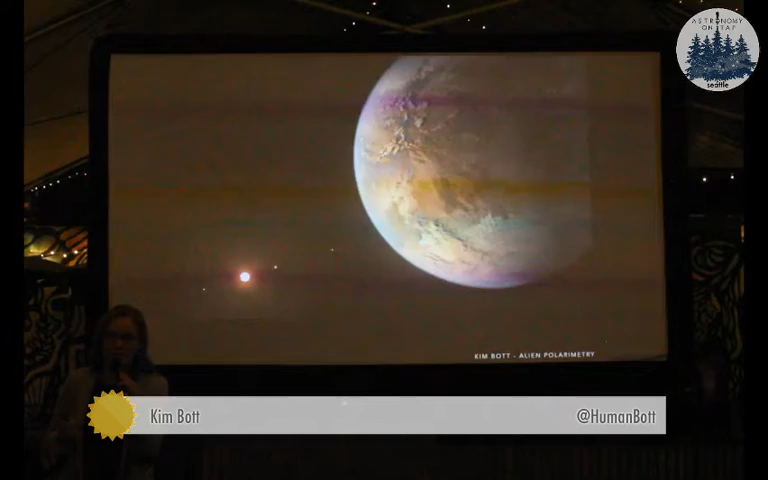 ASTRONOMY
ON TAP
seattle
KIM BOTT - ALIEN POLARIMETRY
Kim Bott
@HumanBott